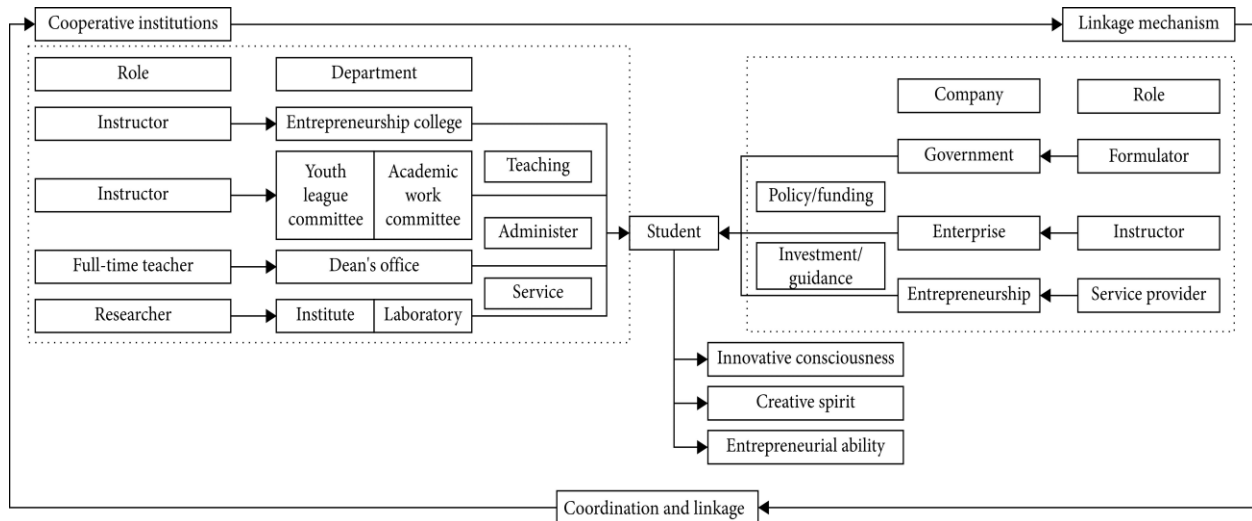 Cooperative institutions
Linkage mechanism
Role
Department
Instructor
Entrepreneurship college
Instructor
Youth
league
committee
Academic
work
committee
Full-time teacher
Dean's office
Researcher
Institute
Laboratory
Teaching
Administer
Service
Student
Policy/funding
Investment/
guidance
Company
Role
Government
Formulator
Enterprise
Instructor
Entrepreneurship
Service provider
Innovative consciousness
Creative spirit
Entrepreneurial ability
Coordination and linkage